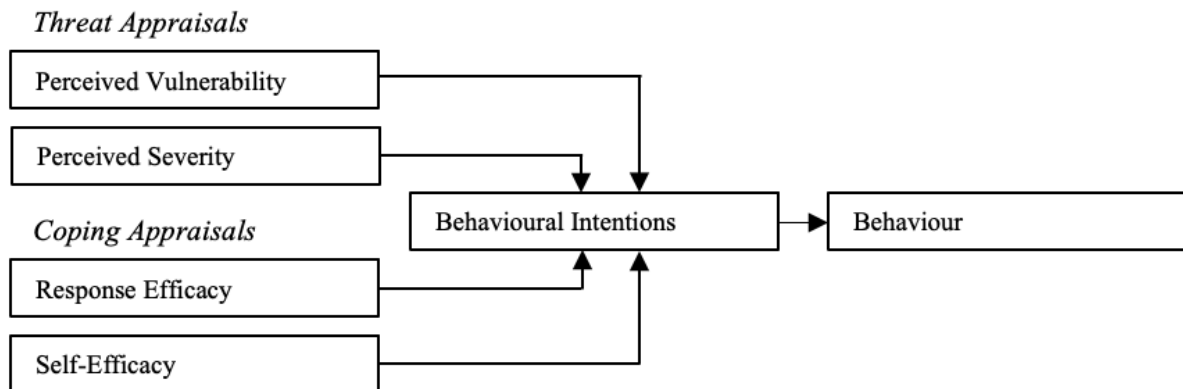 Threat Appraisals
Perceived Vulnerability
Perceived Severity
Coping Appraisals
Response Efficacy
Self-Efficacy
Behavioural Intentions
Behaviour